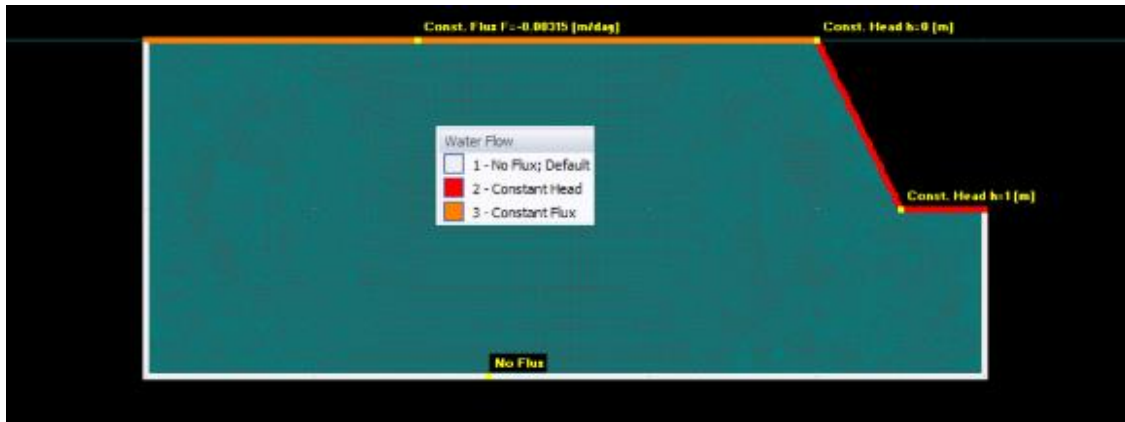 Const. Flux F=-0.00315 [m/dag]
Const. Head h=0 [m]
Water Flow
1 - No Flux; Default
2 - Constant Head
3 - Constant Flux
Const. Head h=1 [m]
No Flux